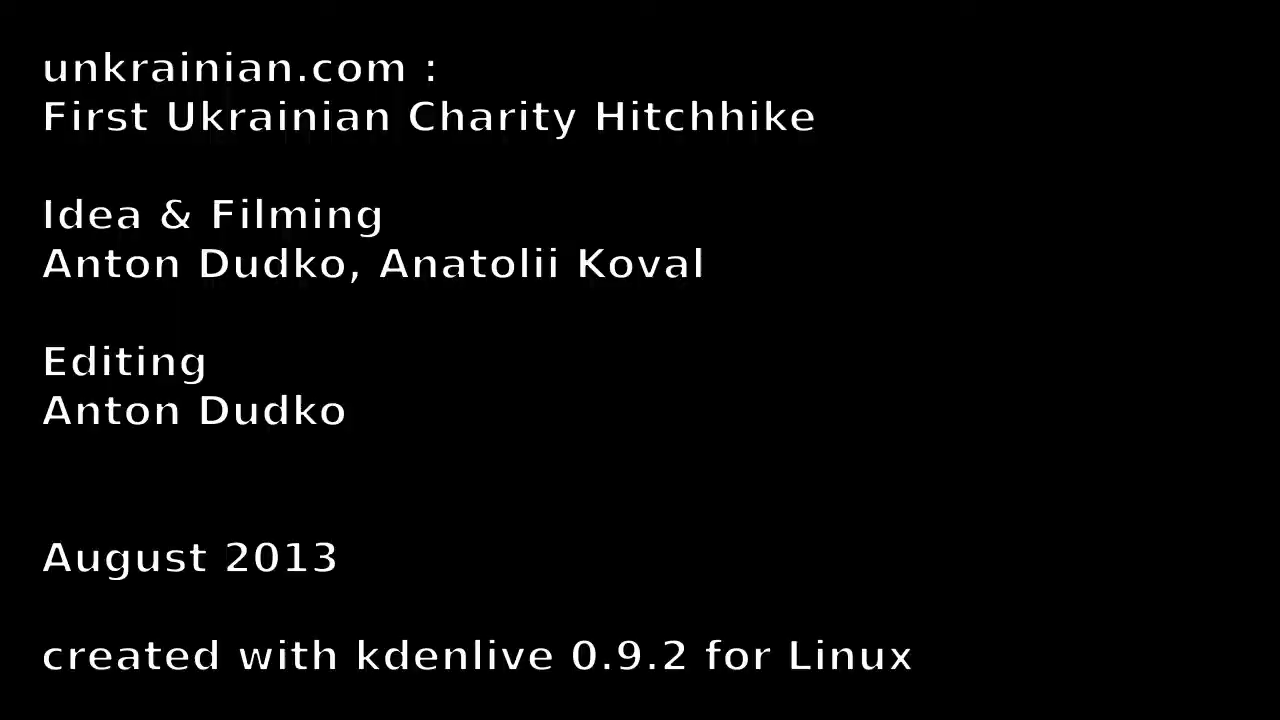 unkrainian.com :
First Ukrainian Charity Hitchhike
Idea & Filming
Anton Dudko, Anatolii Koval
Editing
Anton Dudko
August 2013
created with kdenlive 0.9.2 for Linux